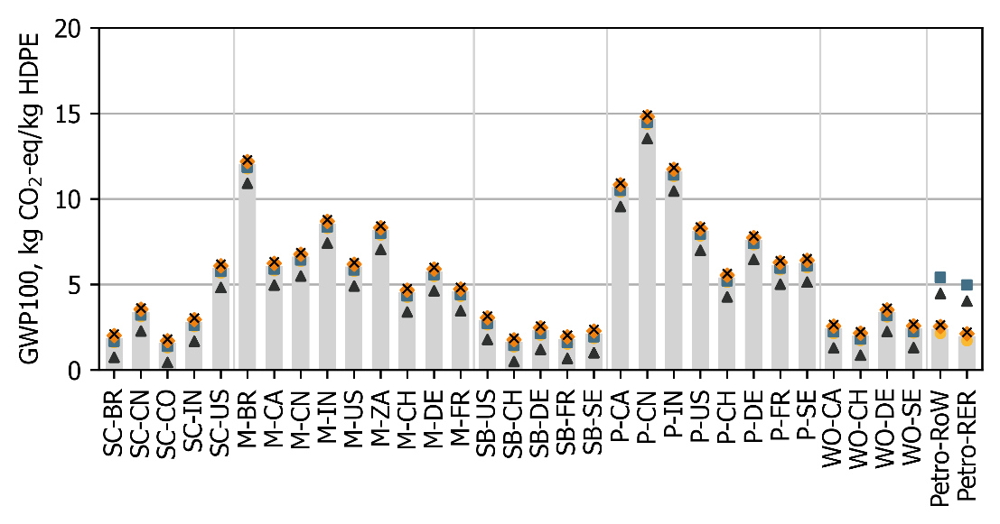 GWP100, kg CO₂-eq/kg HDPE
20
15
10
5
0
SC-BR
SC-CN
SC-CO
SC-IN
SC-US
M-BR
M-CA
M-CN
M-IN
M-US
M-ZA
M-CH
M-DE
M-FR
SB-US
SB-CH
SB-DE
SB-FR
SB-SE
P-CA
P-CN
P-IN
P-US
P-CH
P-DE
P-FR
P-SE
WO-CA
WO-CH
WO-DE
WO-SE
Petro-RoW
Petro-RER